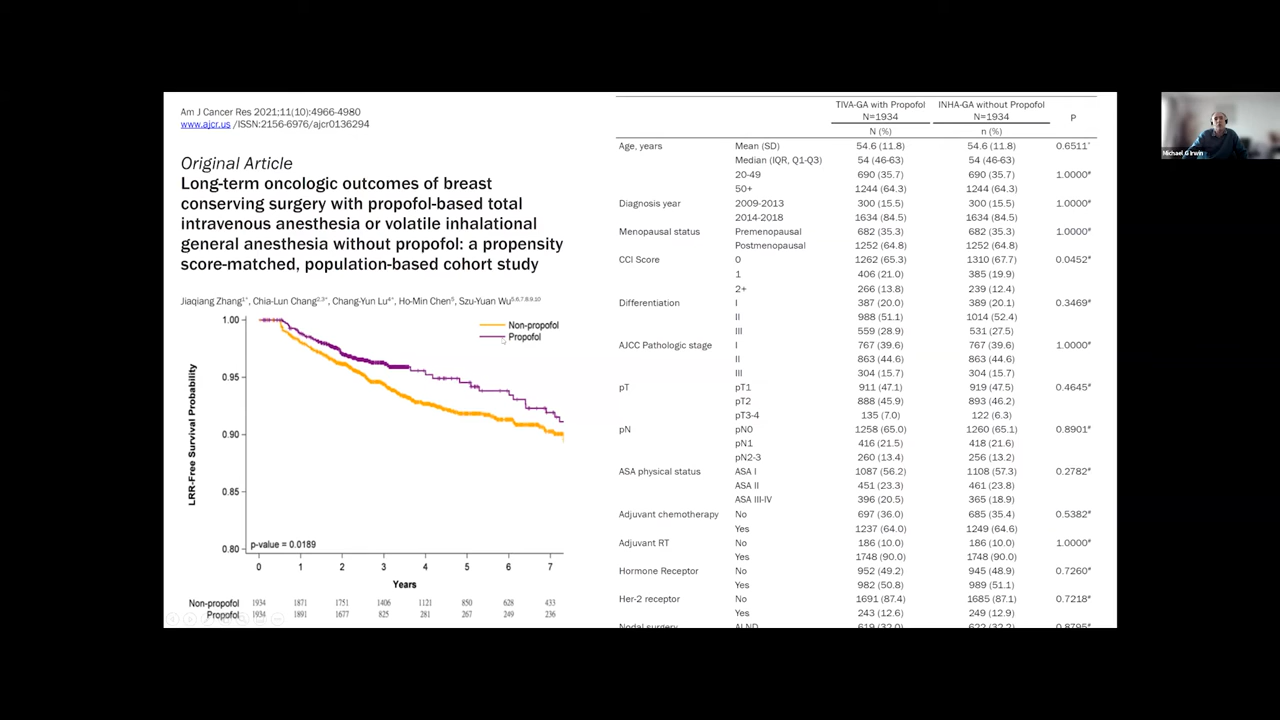 Am J Cancer Res 2021;11(10):4966-4980
www.ajcr.us /ISSN:2156-6976/ajcr0136294
Original Article
Long-term oncologic outcomes of breast
conserving surgery with propofol-based total
intravenous anesthesia or volatile inhalational
general anesthesia without propofol: a propensity
score-matched, population-based cohort study
Jiaqiang Zhang1*, Chia-Lun Chang2,3*, Chang-Yun Lu4*, Ho-Min Chen5, Szu-Yuan Wu5,6,7,8,9,10
LRR-Free Survival Probability
1.00
0.95
0.90
0.85
0.80
Non-propofol
Propofol
p-value = 0.0189
0 1 2 3 4 5 6 7
Years
Non-propofol 1934 1871 1751 1406 1121 850 628 433
Propofol 1934 1891 1677 825 281 267 249 236
TIVA-GA with Propofol INHA-GA without Propofol
N=1934 N=1934 P
N (%) n (%)
Age, years Mean (SD) 54.6 (11.8) 54.6 (11.8) 0.6511*
Median (IQR, Q1-Q3) 54 (46-63) 54 (46-63)
20-49 690 (35.7) 690 (35.7) 1.0000#
50+ 1244 (64.3) 1244 (64.3)
Diagnosis year 2009-2013 300 (15.5) 300 (15.5) 1.0000#
2014-2018 1634 (84.5) 1634 (84.5)
Menopausal status Premenopausal 682 (35.3) 682 (35.3) 1.0000#
Postmenopausal 1252 (64.8) 1252 (64.8)
CCI Score 0 1262 (65.3) 1310 (67.7) 0.0452#
1 406 (21.0) 385 (19.9)
2+ 266 (13.8) 239 (12.4)
Differentiation I 387 (20.0) 389 (20.1) 0.3469#
II 988 (51.1) 1014 (52.4)
III 559 (28.9) 531 (27.5)
AJCC Pathologic stage I 767 (39.6) 767 (39.6) 1.0000#
II 863 (44.6) 863 (44.6)
III 304 (15.7) 304 (15.7)
pT pT1 911 (47.1) 919 (47.5) 0.4645#
pT2 888 (45.9) 893 (46.2)
pT3-4 135 (7.0) 122 (6.3)
pN pN0 1258 (65.0) 1260 (65.1) 0.8901#
pN1 416 (21.5) 418 (21.6)
pN2-3 260 (13.4) 256 (13.2)
ASA physical status ASA I 1087 (56.2) 1108 (57.3) 0.2782#
ASA II 451 (23.3) 461 (23.8)
ASA III-IV 396 (20.5) 365 (18.9)
Adjuvant chemotherapy No 697 (36.0) 685 (35.4) 0.5382#
Yes 1237 (64.0) 1249 (64.6)
Adjuvant RT No 186 (10.0) 186 (10.0) 1.0000#
Yes 1748 (90.0) 1748 (90.0)
Hormone Receptor No 952 (49.2) 945 (48.9) 0.7260#
Yes 982 (50.8) 989 (51.1)
Her-2 receptor No 1691 (87.4) 1685 (87.1) 0.7218#
Yes 243 (12.6) 249 (12.9)
Nodal surgery ALND 619 (32.0) 622 (32.2) 0.8795#
Michael G Irwin